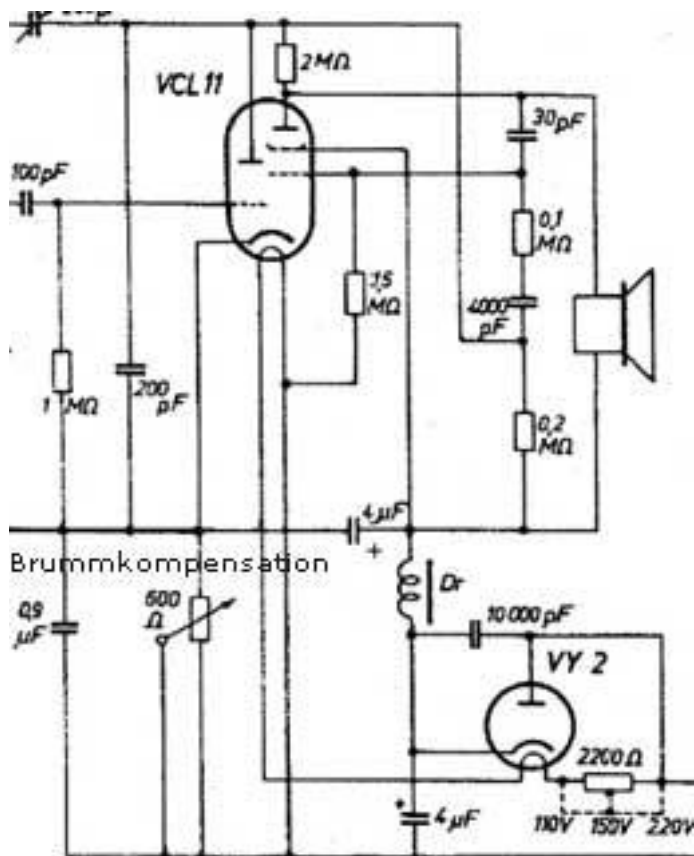 VCL 11
2MΩ
30pF
100pF
0,1
MΩ
1,5
MΩ
4000
pF
200
pF
1 MΩ
0,2
MΩ
4µF
+
Brummkompensation
600
Ω
0,9
µF
Dr
10 000 pF
VY 2
2200 Ω
+
4µF
110V 150V 220V